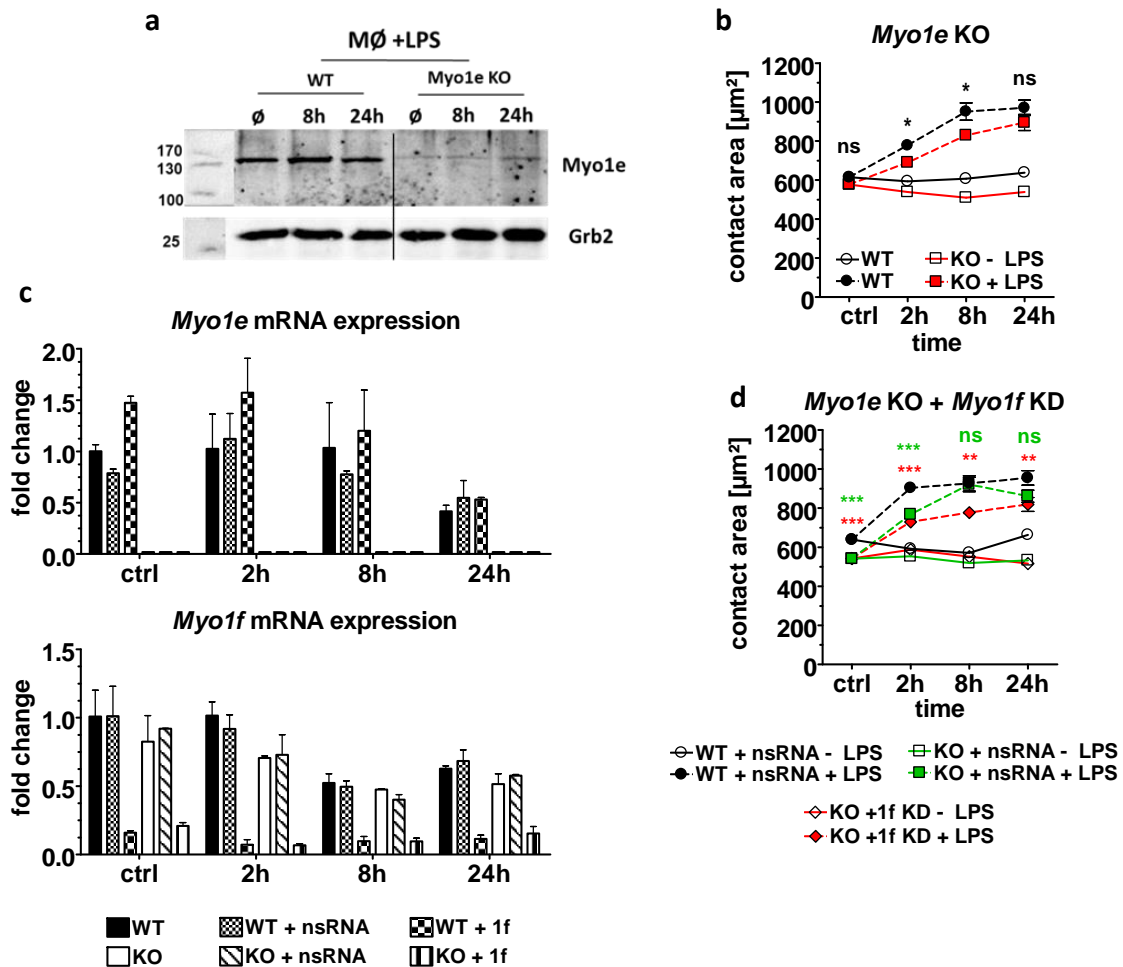 a
MØ +LPS
WT
Myo1e KO
Ø 8h 24h Ø 8h 24h
170
130
100
Myo1e
25
Grb2
b
Myo1e KO
contact area [µm²]
1200
1000
800
600
400
200
0
ns
*
*
ns
WT
KO - LPS
WT
KO + LPS
ctrl 2h 8h 24h
time
c
Myo1e mRNA expression
fold change
2.0
1.5
1.0
0.5
0.0
ctrl 2h 8h 24h
Myo1f mRNA expression
fold change
1.5
1.0
0.5
0.0
ctrl 2h 8h 24h
WT
WT + nsRNA
WT + 1f
KO
KO + nsRNA
KO + 1f
d
Myo1e KO + Myo1f KD
contact area [µm²]
1200
1000
800
600
400
200
0
*** *** ns ns
*** *** ** **
ctrl 2h 8h 24h
time
WT + nsRNA - LPS
KO + nsRNA - LPS
WT + nsRNA + LPS
KO + nsRNA + LPS
KO +1f KD - LPS
KO +1f KD + LPS